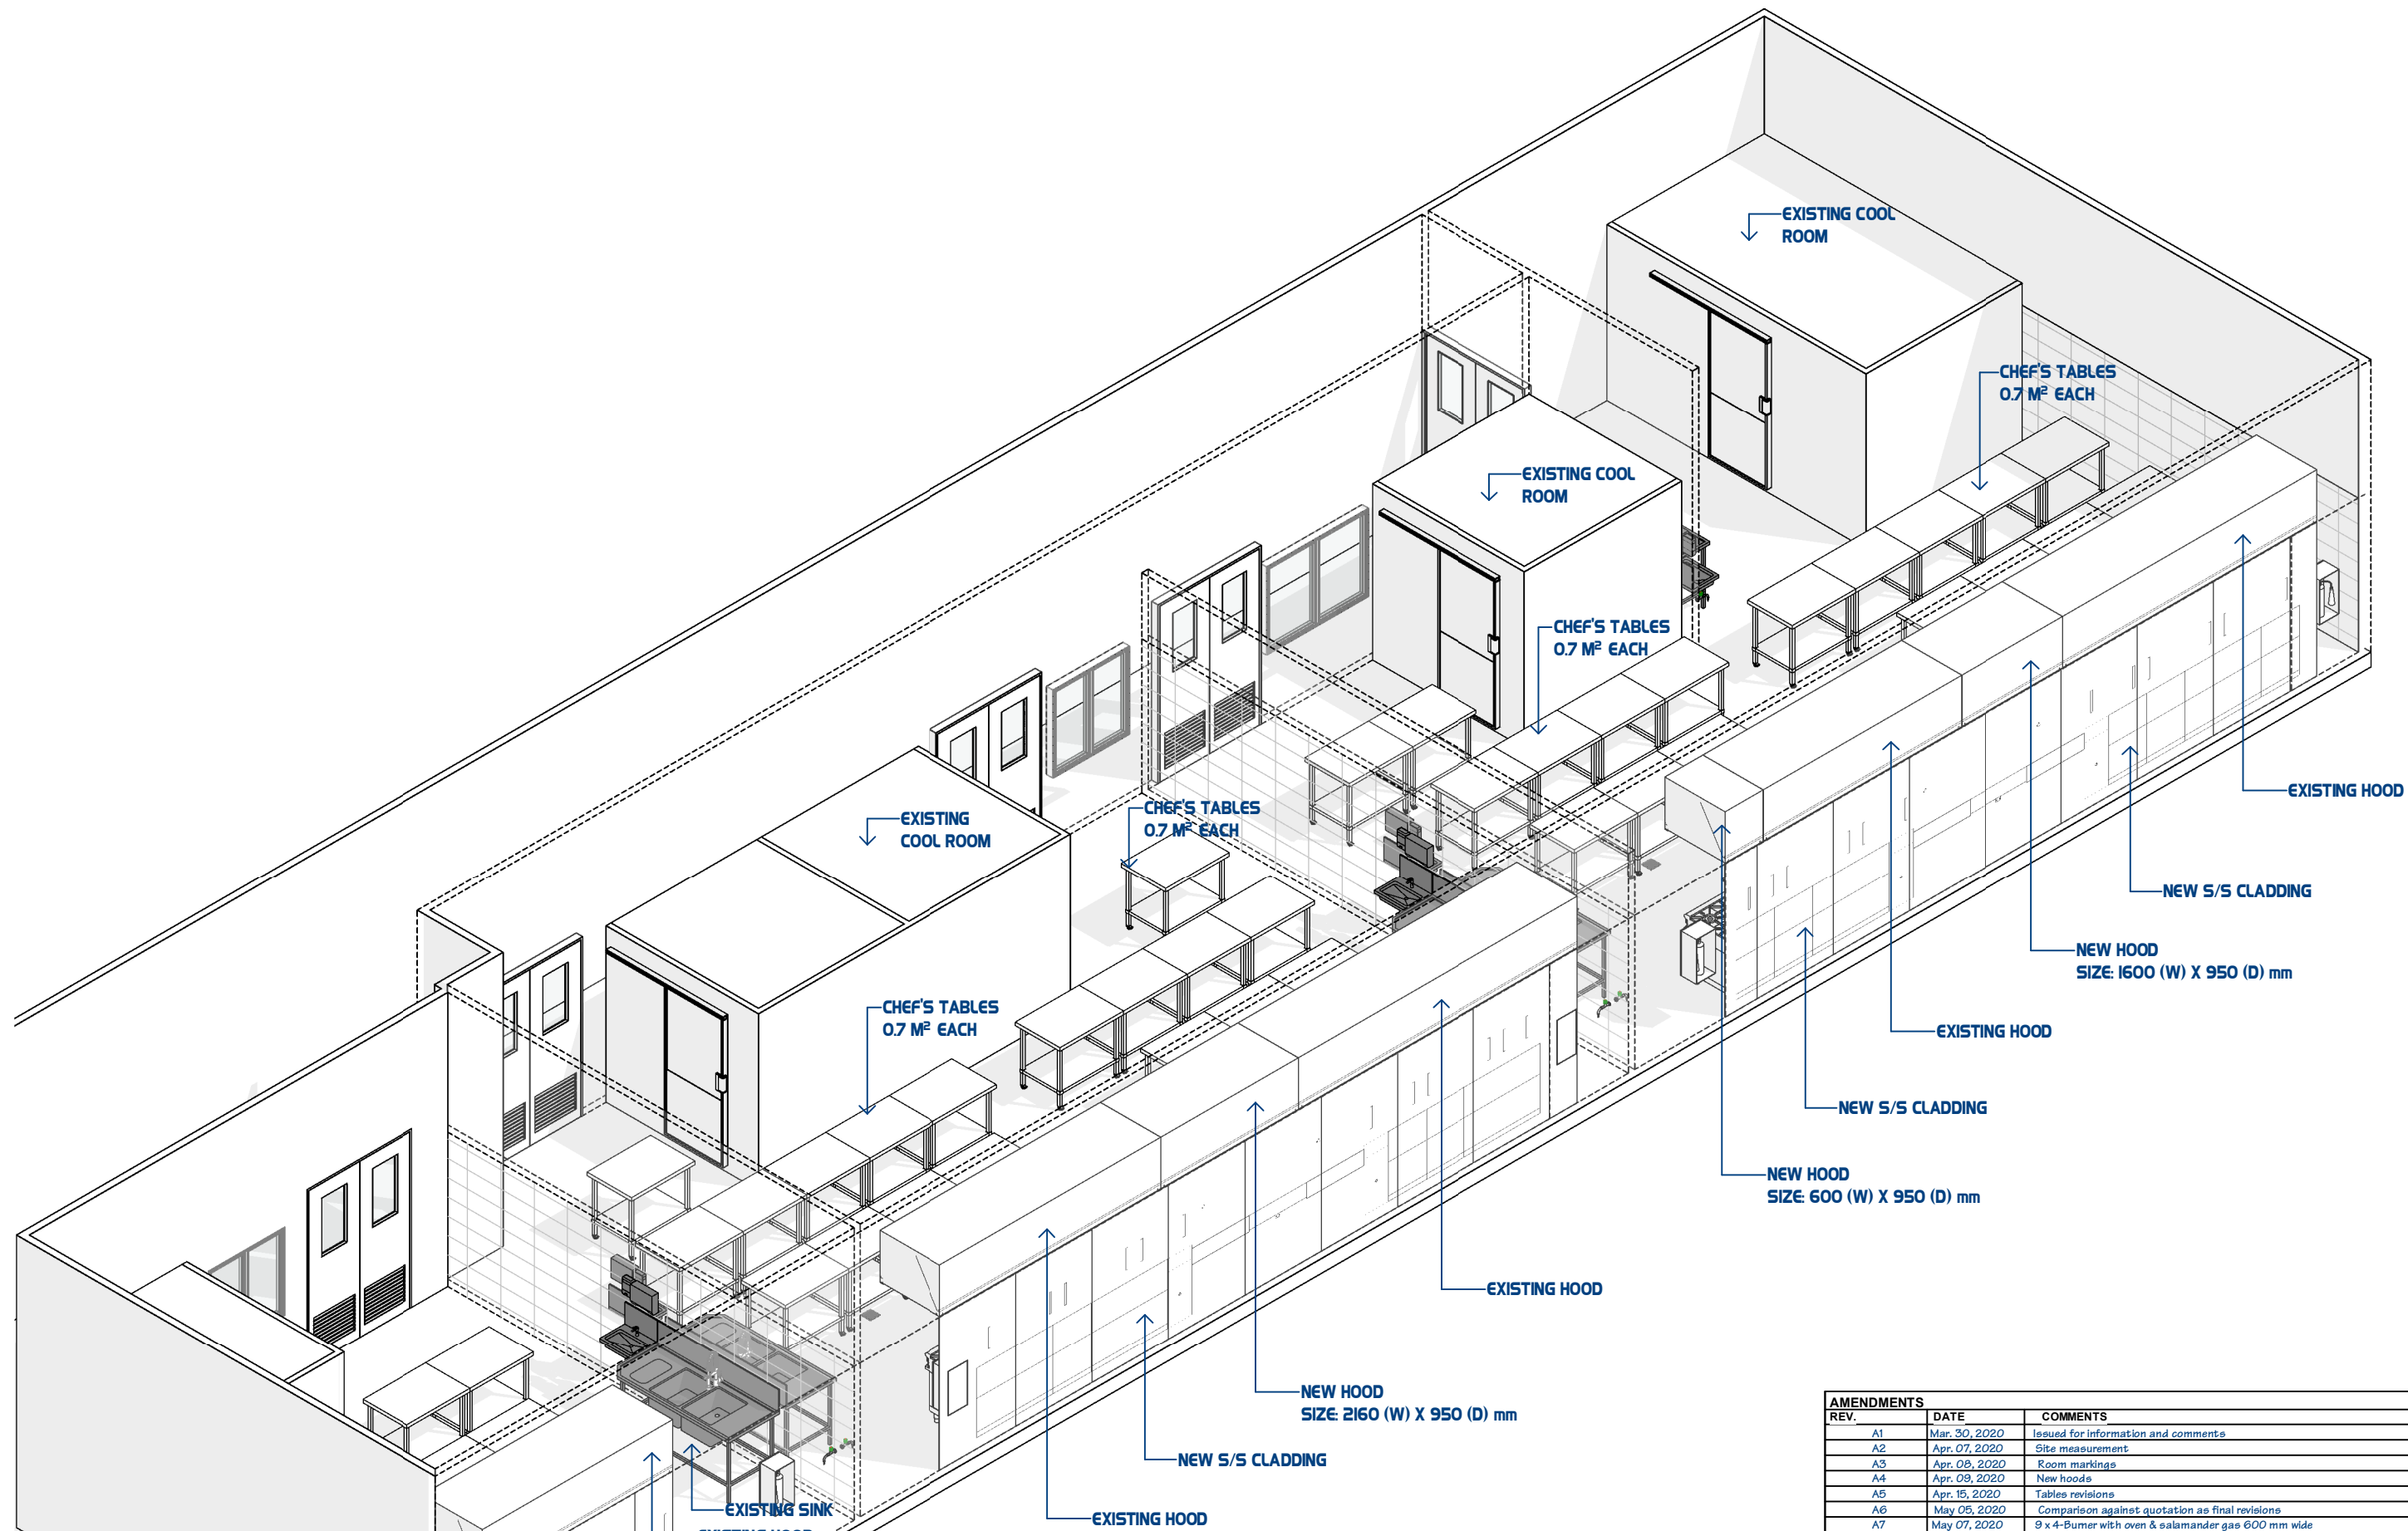 EXISTING COOL
ROOM
CHEF'S TABLES
0.7 M² EACH
EXISTING COOL
ROOM
CHEF'S TABLES
0.7 M² EACH
EXISTING HOOD
CHEF'S TABLES
0.7 M² EACH
EXISTING
COOL ROOM
NEW S/S CLADDING
NEW HOOD
SIZE: 1600 (W) X 950 (D) mm
CHEF'S TABLES
0.7 M² EACH
EXISTING HOOD
NEW S/S CLADDING
NEW HOOD
SIZE: 600 (W) X 950 (D) mm
EXISTING HOOD
NEW HOOD
SIZE: 2160 (W) X 950 (D) mm
NEW S/S CLADDING
EXISTING SINK
EXISTING HOOD
EXISTING HOOD
AMENDMENTS
REV. DATE COMMENTS
A1 Mar. 30, 2020 Issued for information and comments
A2 Apr. 07, 2020 Site measurement
A3 Apr. 08, 2020 Room markings
A4 Apr. 09, 2020 New hoods
A5 Apr. 15, 2020 Tables revisions
A6 May 05, 2020 Comparison against quotation as final revisions
A7 May 07, 2020 9 x 4-Burner with oven & salamander gas 600 mm wide